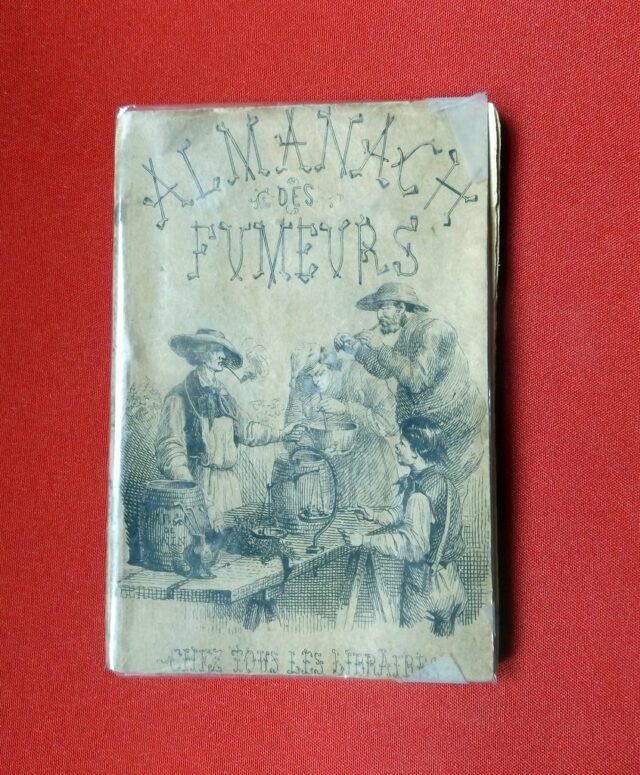 ALMANACH
DES
FUMEURS
CHEZ TOUS LES LIBRAIRES